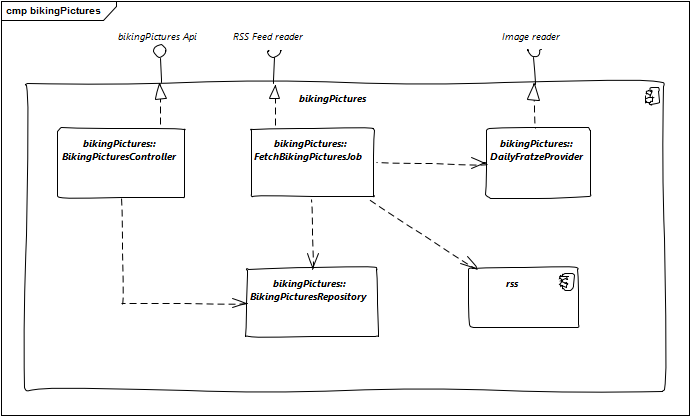 cmp bikingPictures
bikingPictures Api
RSS Feed reader
Image reader
bikingPictures
bikingPictures::
BikingPicturesController
bikingPictures::
FetchBikingPicturesJob
bikingPictures::
DailyFratzeProvider
bikingPictures::
BikingPicturesRepository
rss